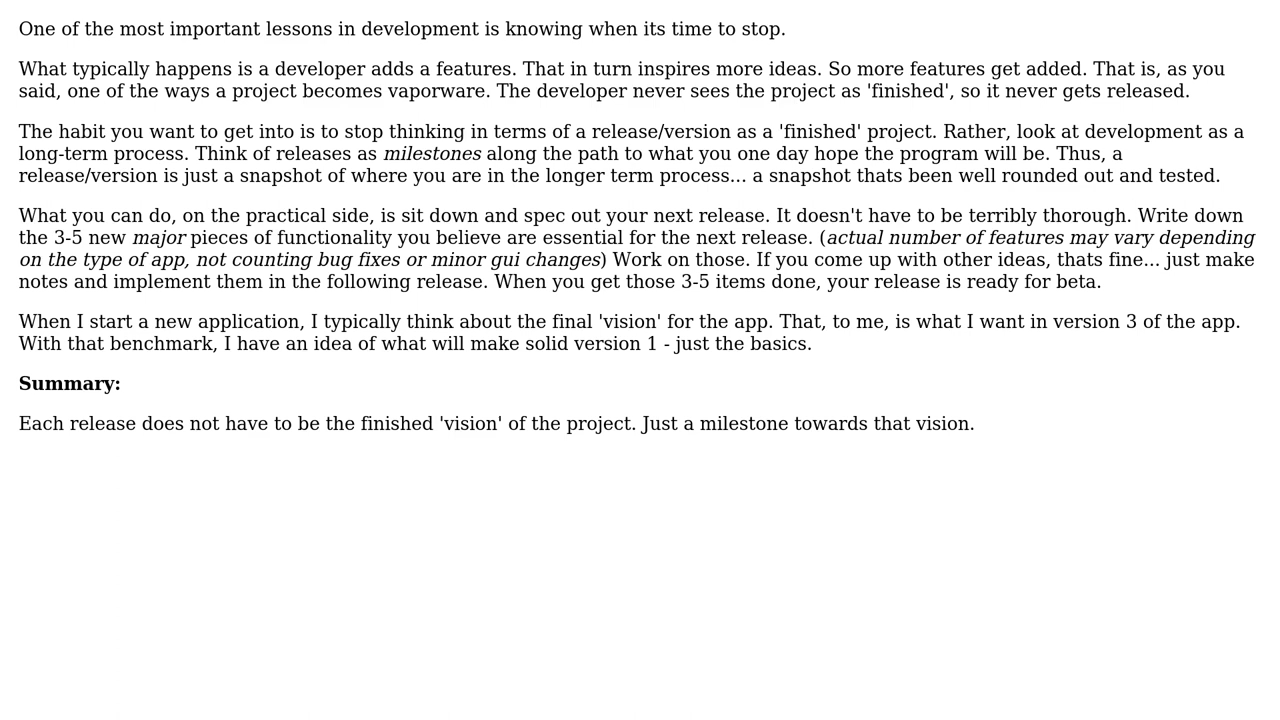 One of the most important lessons in development is knowing when its time to stop.
What typically happens is a developer adds a features. That in turn inspires more ideas. So more features get added. That is, as you
said, one of the ways a project becomes vaporware. The developer never sees the project as 'finished', so it never gets released.
The habit you want to get into is to stop thinking in terms of a release/version as a 'finished' project. Rather, look at development as a
long-term process. Think of releases as milestones along the path to what you one day hope the program will be. Thus, a
release/version is just a snapshot of where you are in the longer term process... a snapshot thats been well rounded out and tested.
What you can do, on the practical side, is sit down and spec out your next release. It doesn't have to be terribly thorough. Write down
the 3-5 new major pieces of functionality you believe are essential for the next release. (actual number of features may vary depending
on the type of app, not counting bug fixes or minor gui changes) Work on those. If you come up with other ideas, thats fine... just make
notes and implement them in the following release. When you get those 3-5 items done, your release is ready for beta.
When I start a new application, I typically think about the final 'vision' for the app. That, to me, is what I want in version 3 of the app.
With that benchmark, I have an idea of what will make solid version 1 - just the basics.
Summary:
Each release does not have to be the finished 'vision' of the project. Just a milestone towards that vision.